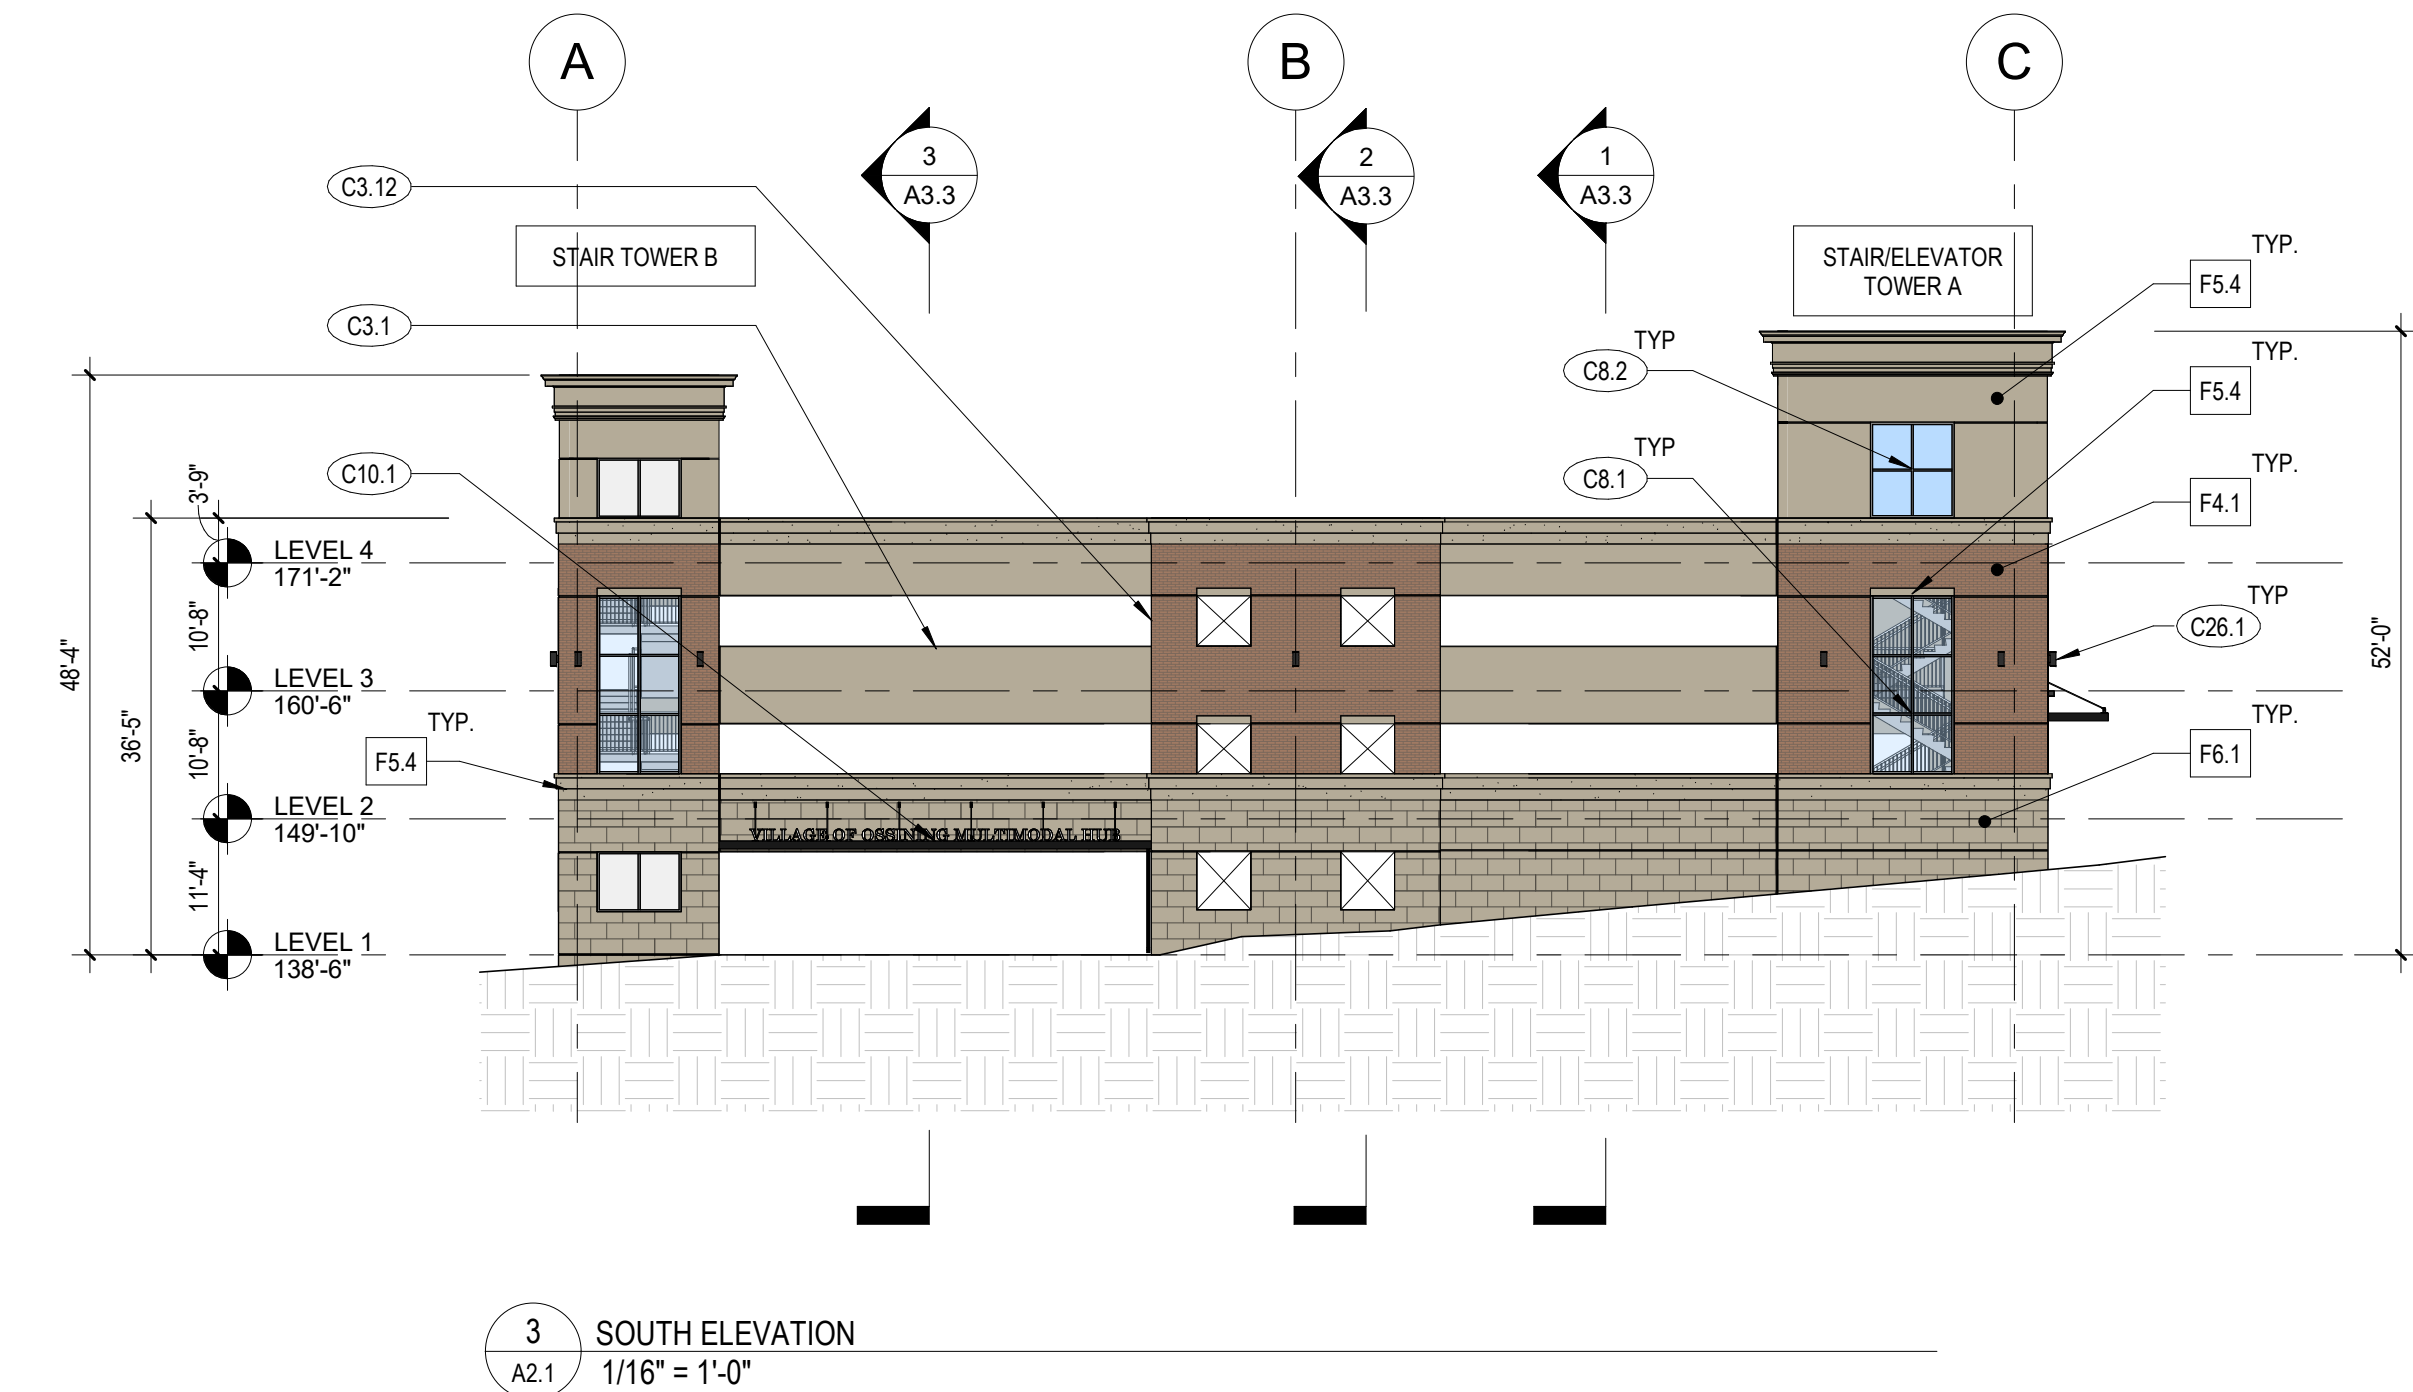 A
B
C
3
A3.3
2
A3.3
1
A3.3
C3.12
STAIR TOWER B
STAIR/ELEVATOR
TOWER A
TYP.
F5.4
C3.1
TYP
C8.2
TYP.
F5.4
C10.1
TYP
C8.1
TYP.
F4.1
3'-9"
LEVEL 4
171'-2"
10'-8"
TYP
C26.1
48'-4"
52'-0"
LEVEL 3
160'-6"
36'-5"
10'-8"
TYP.
F5.4
TYP.
F6.1
LEVEL 2
149'-10"
VILLAGE OF OSSINING MULTIMODAL HUB
11'-4"
LEVEL 1
138'-6"
3
A2.1
SOUTH ELEVATION
1/16" = 1'-0"